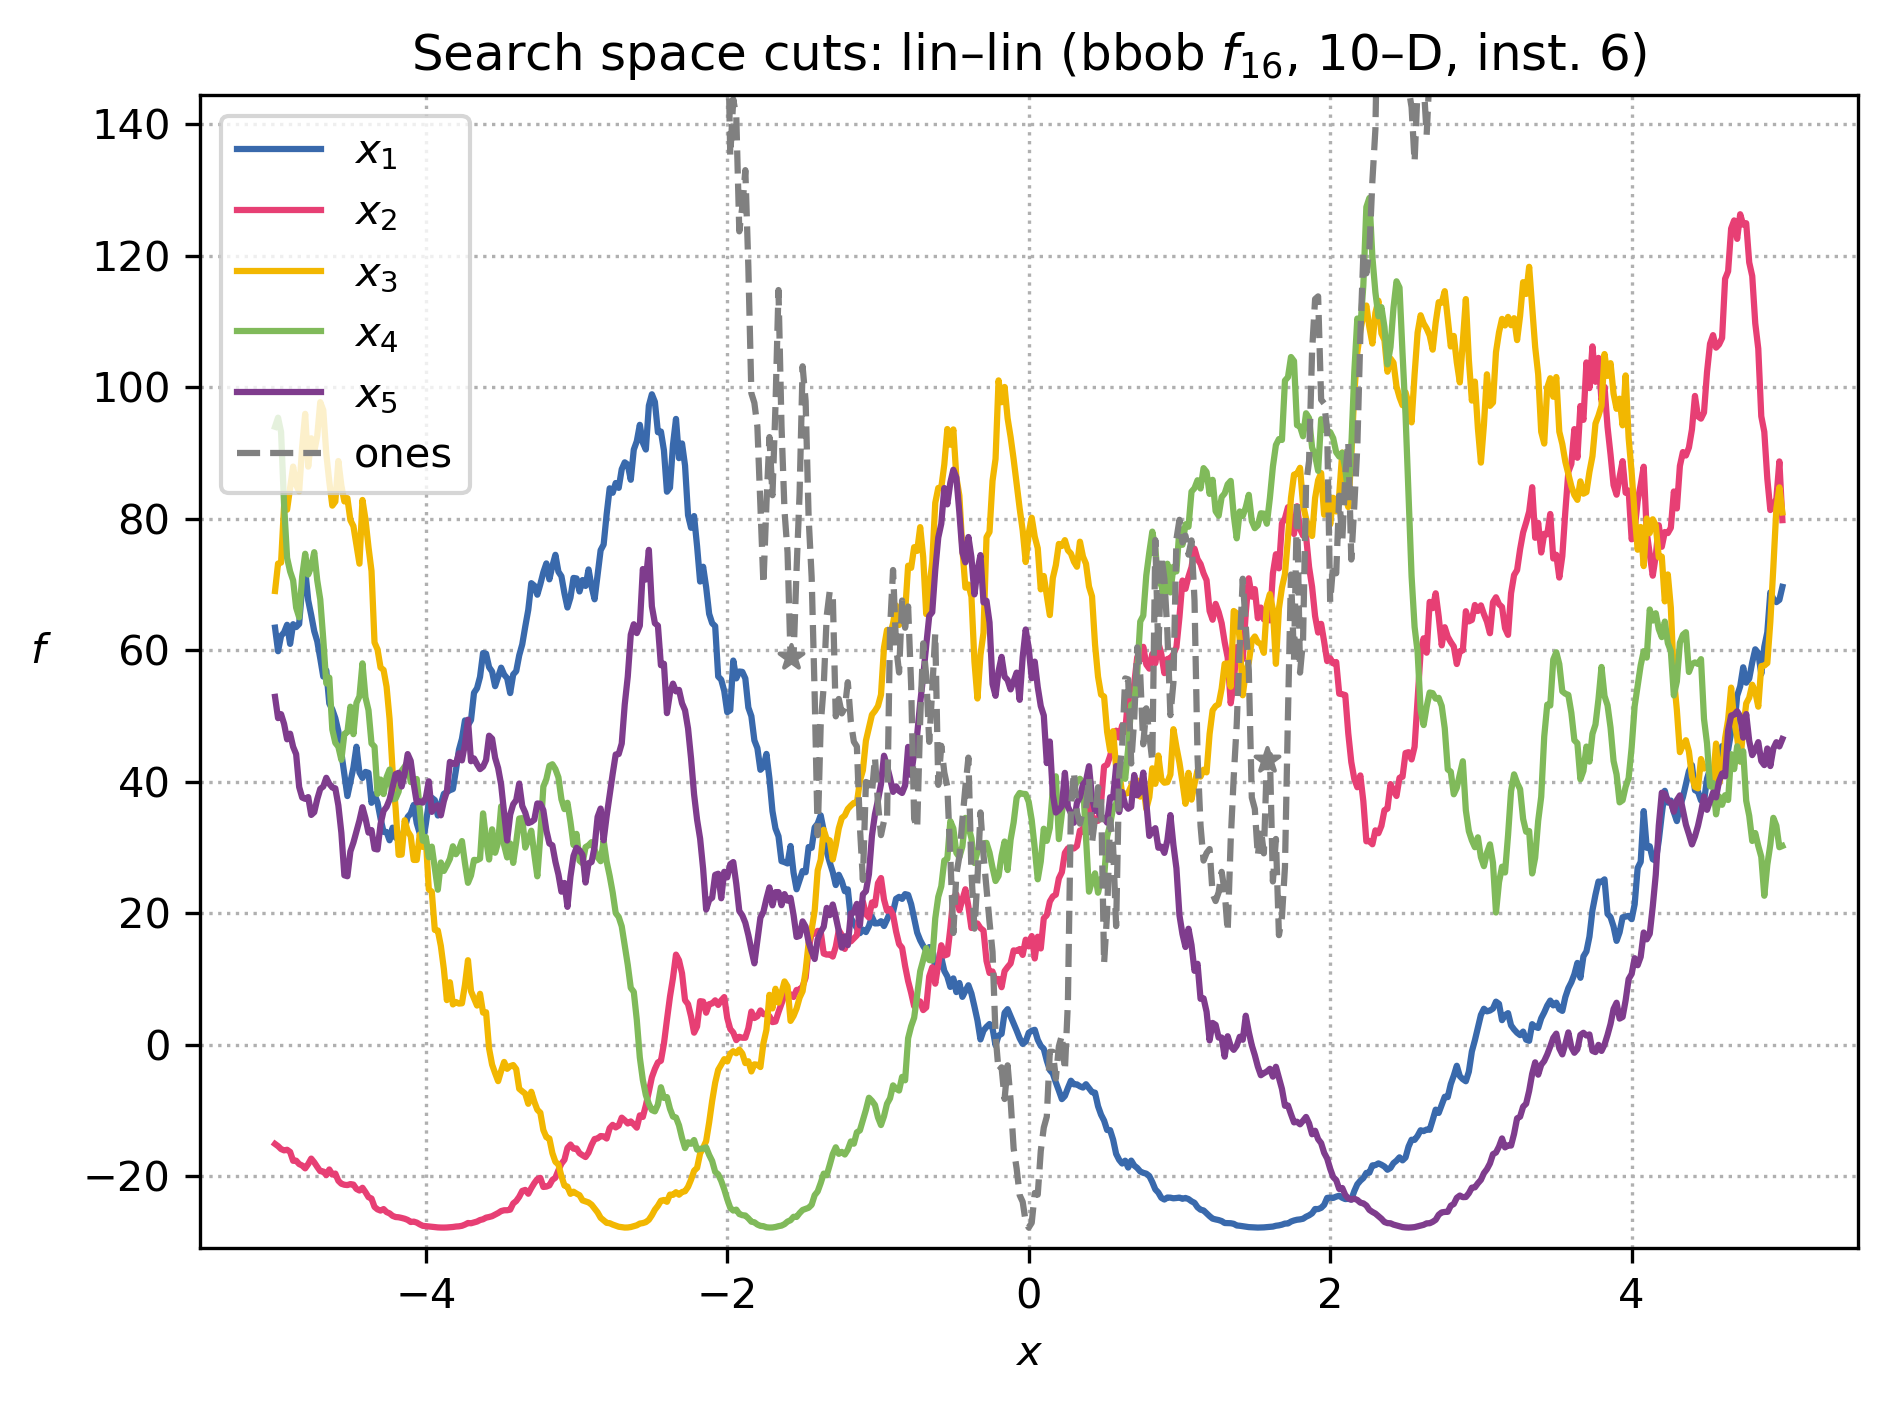 Search space cuts: lin–lin (bbob f₁₆, 10–D, inst. 6)
140
120
100
80
60
40
20
0
−20
f
x₁
x₂
x₃
x₄
x₅
ones
−4 −2 0 2 4
x